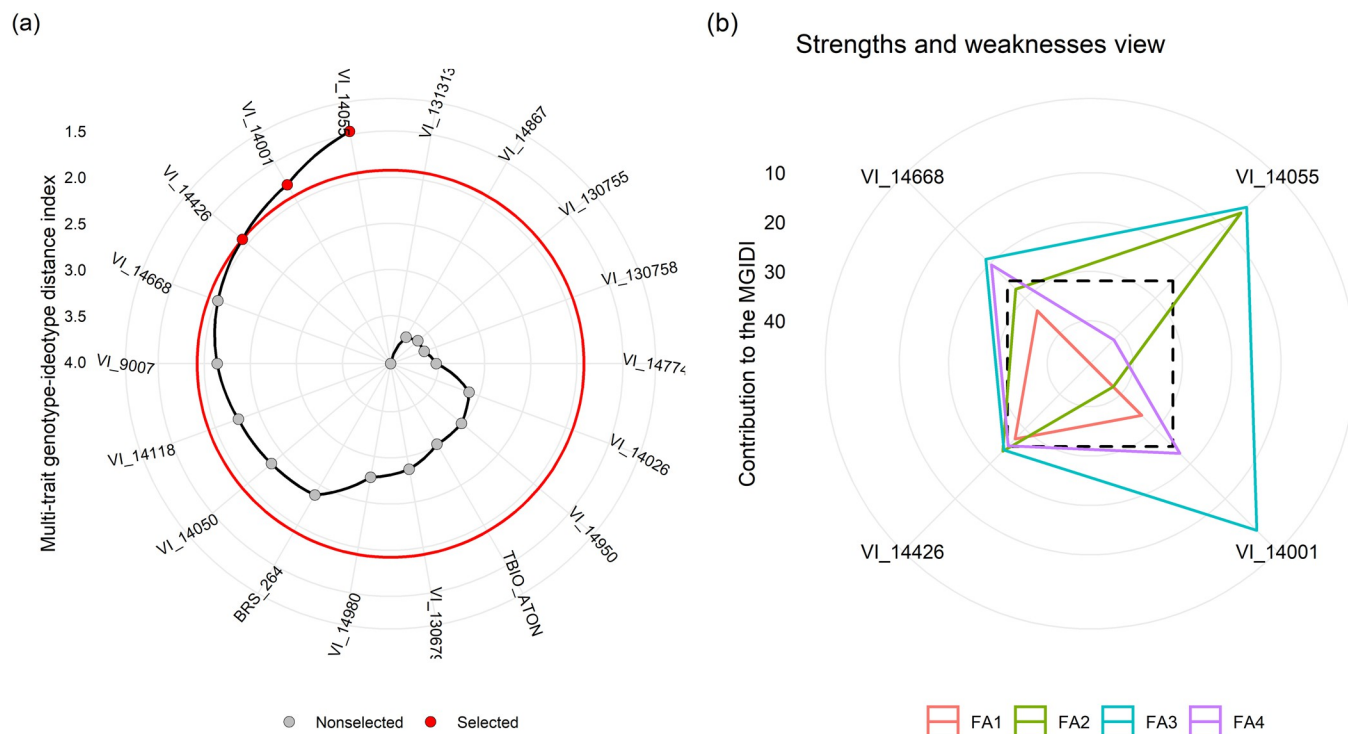 (a)
Multi-trait genotype-ideotype distance index
1.5
2.0
2.5
3.0
3.5
4.0
VI_14055
VI_131313
VI_14867
VI_130755
VI_130758
VI_14774
VI_14026
VI_14950
TBIO_ATON
VI_130679
VI_14980
BRS_264
VI_14050
VI_14118
VI_9007
VI_14668
VI_14426
VI_14001
Nonselected
Selected
(b)
Strengths and weaknesses view
Contribution to the MGIDI
10
20
30
40
VI_14668
VI_14055
VI_14426
VI_14001
FA1
FA2
FA3
FA4